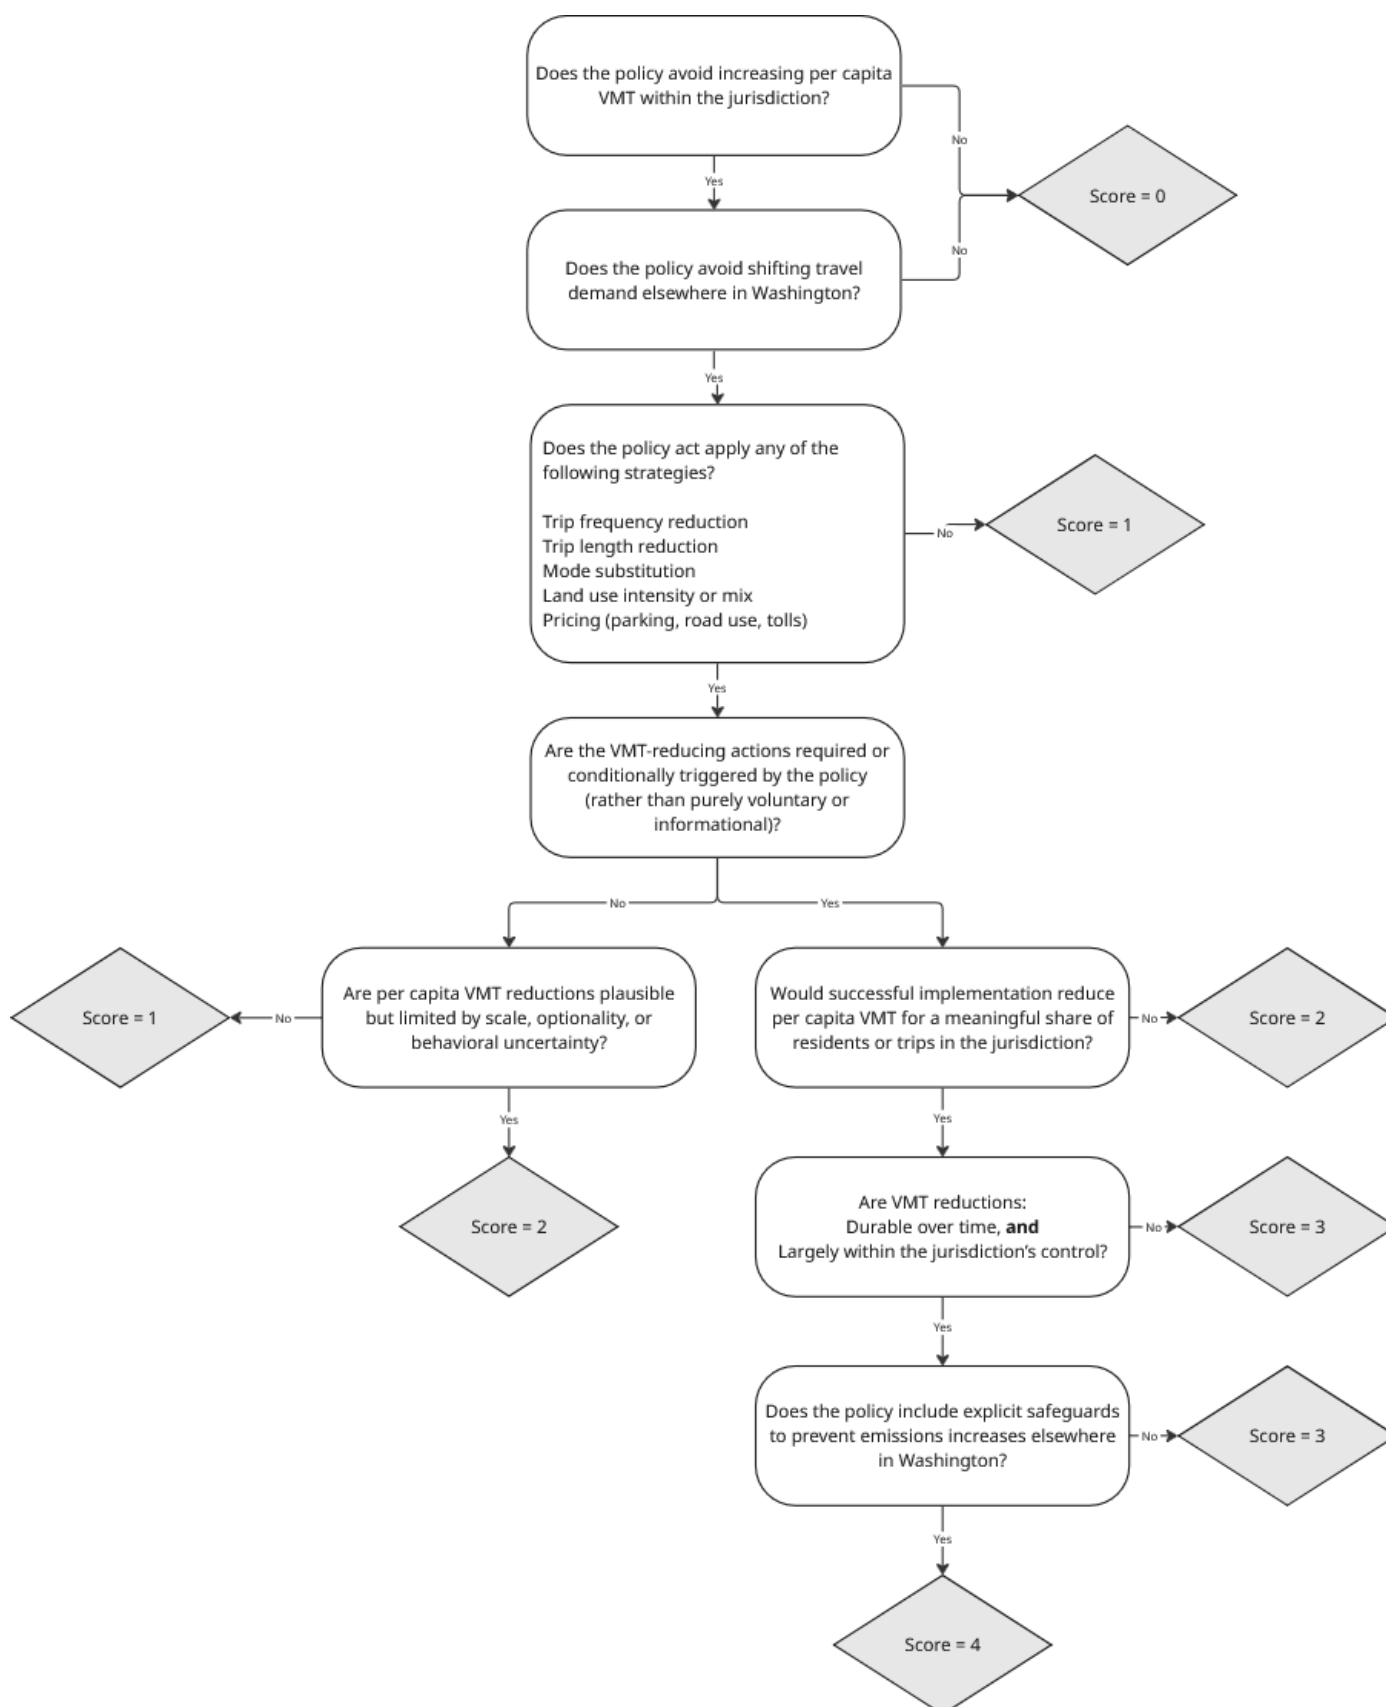 Does the policy avoid increasing per capita
VMT within the jurisdiction?
No
Score = 0
Yes
No
Does the policy avoid shifting travel
demand elsewhere in Washington?
Yes
Does the policy act apply any of the
following strategies?
Trip frequency reduction
Trip length reduction
Mode substitution
Land use intensity or mix
Pricing (parking, road use, tolls)
No
Score = 1
Yes
Are the VMT-reducing actions required or
conditionally triggered by the policy
(rather than purely voluntary or
informational)?
No
Yes
Score = 1
No
Are per capita VMT reductions plausible
but limited by scale, optionality, or
behavioral uncertainty?
Would successful implementation reduce
per capita VMT for a meaningful share of
residents or trips in the jurisdiction?
No
Score = 2
Yes
Yes
Score = 2
Are VMT reductions:
Durable over time, and
Largely within the jurisdiction's control?
No
Score = 3
Yes
Does the policy include explicit safeguards
to prevent emissions increases elsewhere
in Washington?
No
Score = 3
Yes
Score = 4